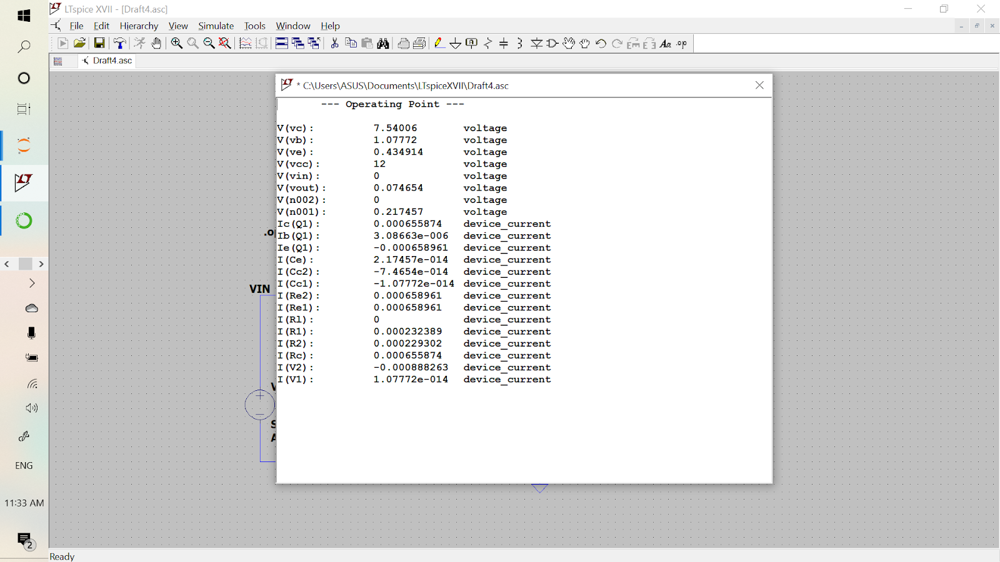 LTspice XVII - [Draft4.asc]
File Edit Hierarchy View Simulate Tools Window Help
Aa .op
Draft4.asc
* C:\Users\ASUS\Documents\LTspiceXVII\Draft4.asc
--- Operating Point ---
V(vc): 7.54006 voltage
V(vb): 1.07772 voltage
V(ve): 0.434914 voltage
V(vcc): 12 voltage
V(vin): 0 voltage
V(vout): 0.074654 voltage
V(n002): 0 voltage
V(n001): 0.217457 voltage
Ic(Q1): 0.000655874 device_current
Ib(Q1): 3.08663e-006 device_current
Ie(Q1): -0.000658961 device_current
I(Ce): 2.17457e-014 device_current
I(Cc2): -7.4654e-014 device_current
I(Cc1): -1.07772e-014 device_current
I(Re2): 0.000658961 device_current
I(Re1): 0.000658961 device_current
I(Rl): 0 device_current
I(R1): 0.000232389 device_current
I(R2): 0.000229302 device_current
I(Rc): 0.000655874 device_current
I(V2): -0.000888263 device_current
I(V1): 1.07772e-014 device_current
.op
VIN
V
S
A
ENG
11:33 AM
2
Ready